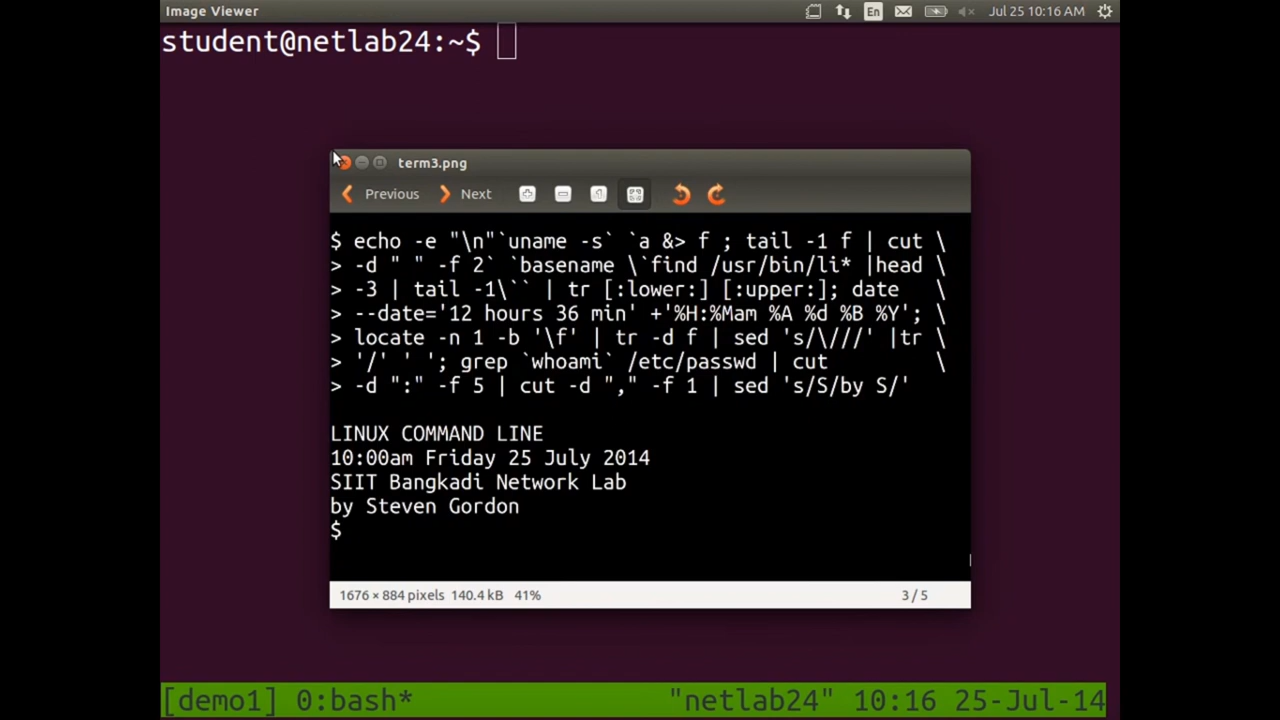 Image Viewer
En
Jul 25 10:16 AM
student@netlab24:~$
term3.png
Previous Next
$ echo -e "\n"`uname -s` `a &> f ; tail -1 f | cut \
> -d " " -f 2` `basename \`find /usr/bin/li* |head \
> -3 | tail -1\`` | tr [:lower:] [:upper:]; date \
> --date='12 hours 36 min' +'%H:%Mam %A %d %B %Y'; \
> locate -n 1 -b '\f' | tr -d f | sed 's/\///' |tr \
> '/' ' '; grep `whoami` /etc/passwd | cut \
> -d ":" -f 5 | cut -d "," -f 1 | sed 's/S/by S/'
LINUX COMMAND LINE
10:00am Friday 25 July 2014
SIIT Bangkadi Network Lab
by Steven Gordon
$
1676 × 884 pixels 140.4 kB 41% 3 / 5
[demo1] 0:bash* "netlab24" 10:16 25-Jul-14